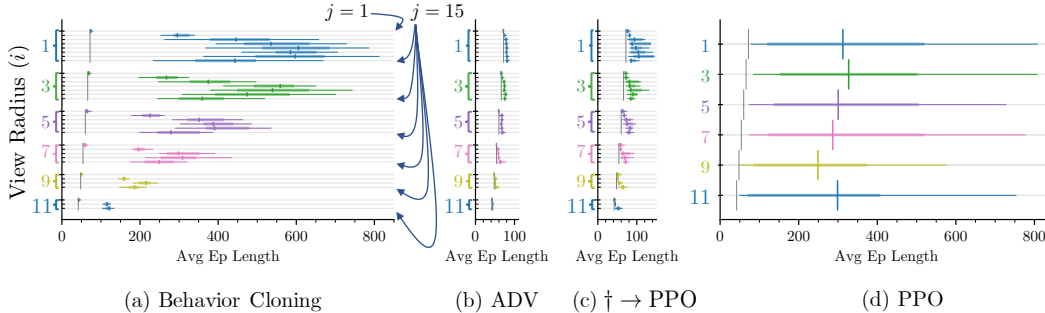 j = 1
j = 15
View Radius (i)
1
3
5
7
9
11
0 200 400 600 800
Avg Ep Length
(a) Behavior Cloning
1
3
5
7
9
11
0 100
Avg Ep Length
(b) ADV
1
3
5
7
9
11
0 100
Avg Ep Length
(c) † → PPO
1
3
5
7
9
11
0 200 400 600 800
Avg Ep Length
(d) PPO